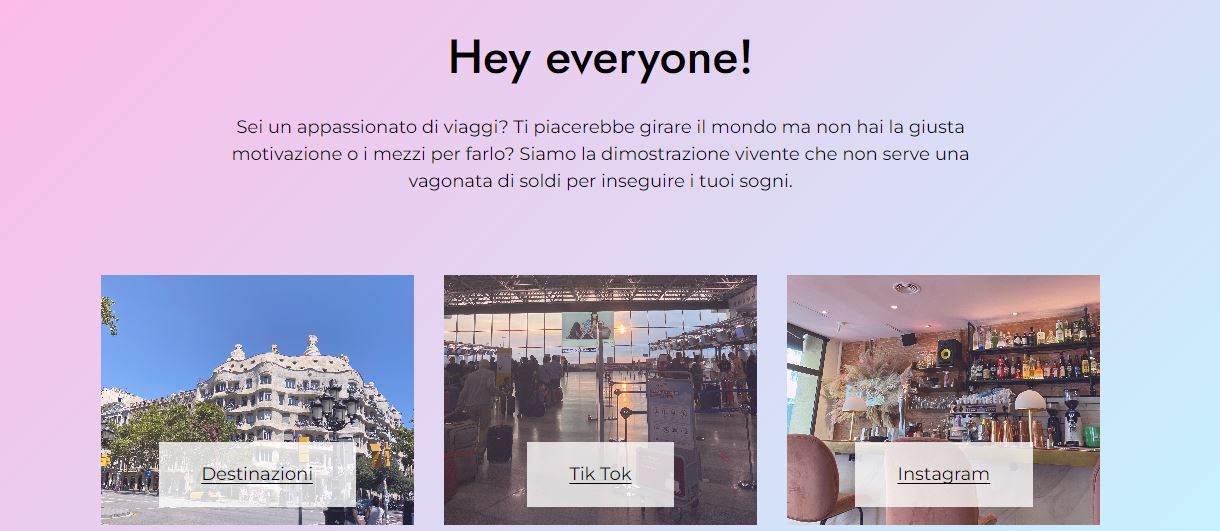 Hey everyone!
Sei un appassionato di viaggi? Ti piacerebbe girare il mondo ma non hai la giusta
motivazione o i mezzi per farlo? Siamo la dimostrazione vivente che non serve una
vagonata di soldi per inseguire i tuoi sogni.
Destinazioni
Tik Tok
Instagram